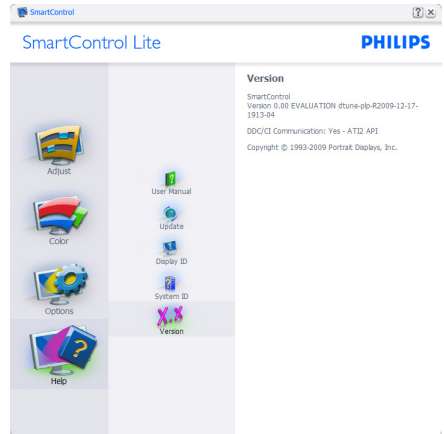 SmartControl
SmartControl Lite
PHILIPS
Adjust
Color
Options
Help
User Manual
Update
Display ID
System ID
X.X
Version
Version
SmartControl
Version 0.00 EVALUATION dtune-plp-R2009-12-17-
1913-04
DDC/CI Communication: Yes - ATI2 API
Copyright © 1993-2009 Portrait Displays, Inc.